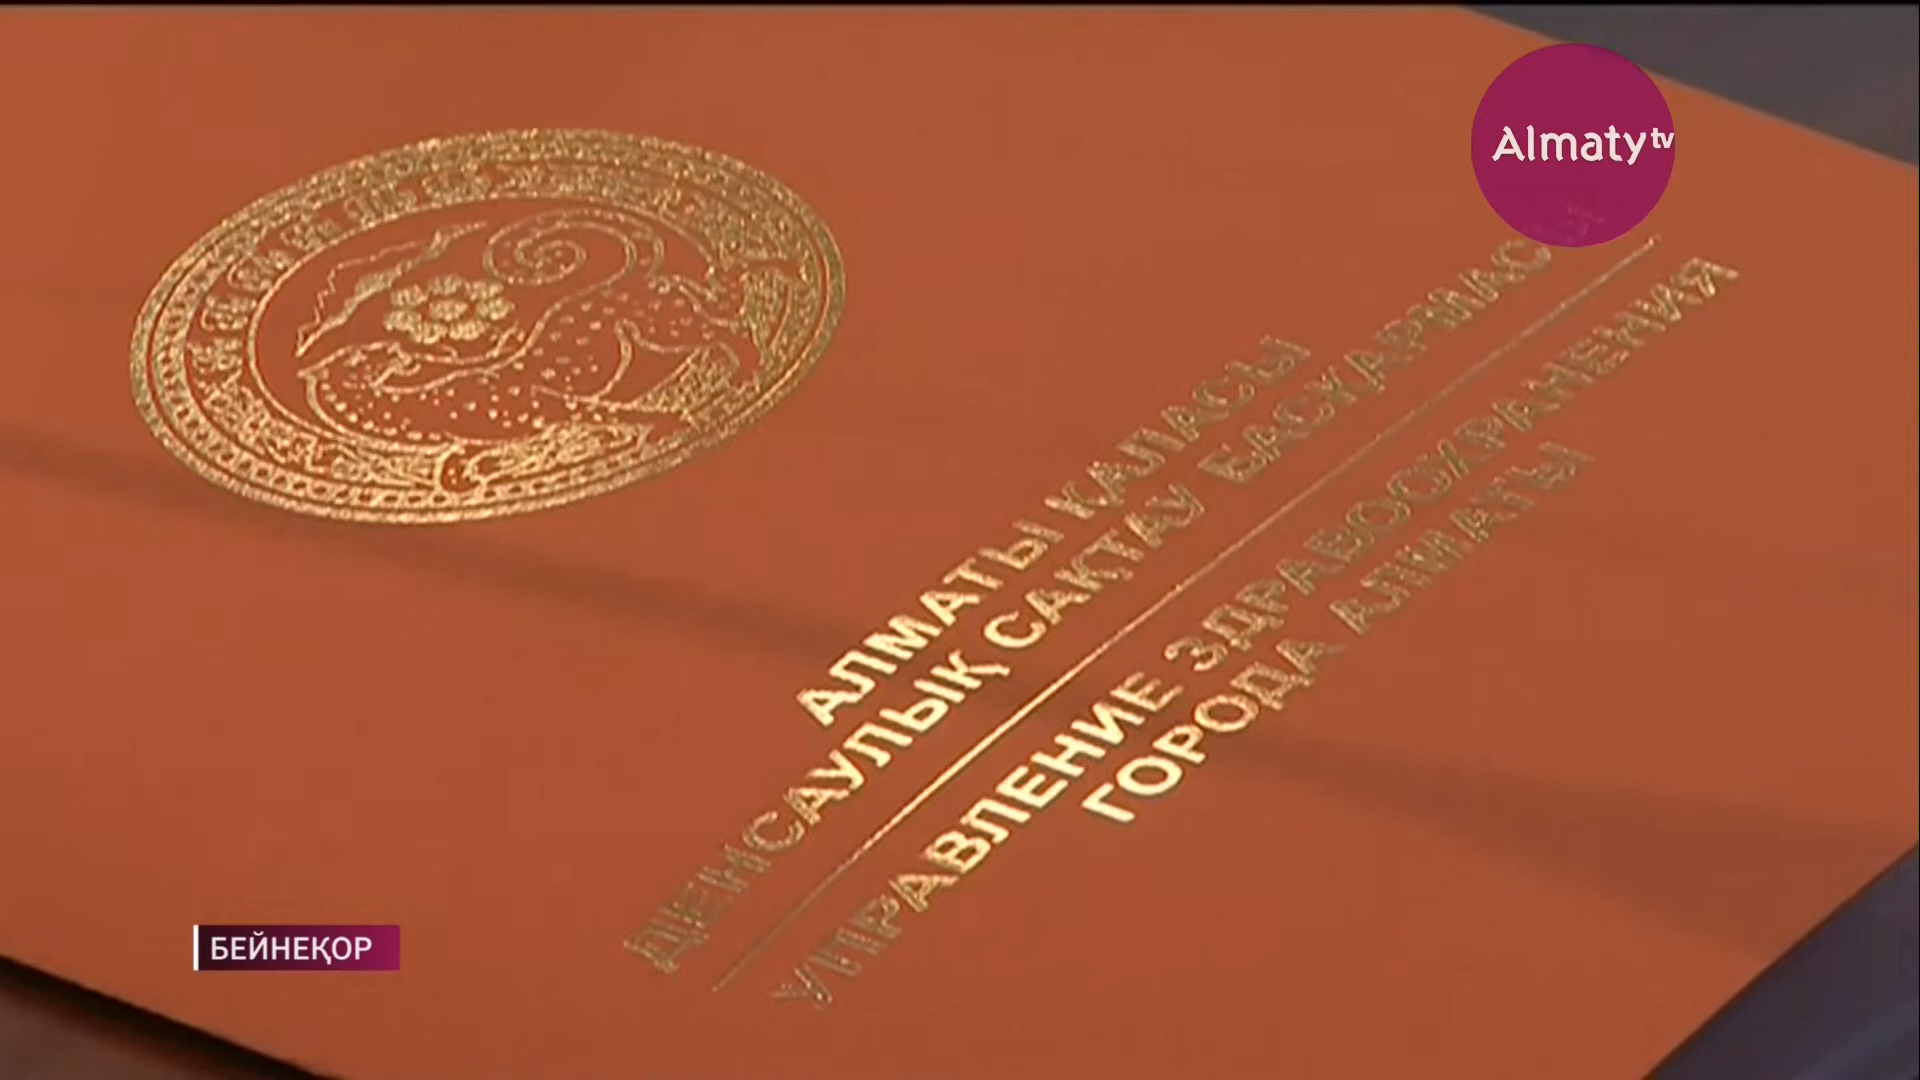 Almaty tv
АЛМАТЫ ҚАЛАСЫ
ДЕНСАУЛЫҚ САҚТАУ БАСҚАРМАСЫ
УПРАВЛЕНИЕ ЗДРАВООХРАНЕНИЯ
ГОРОДА АЛМАТЫ
БЕЙНЕҚОР